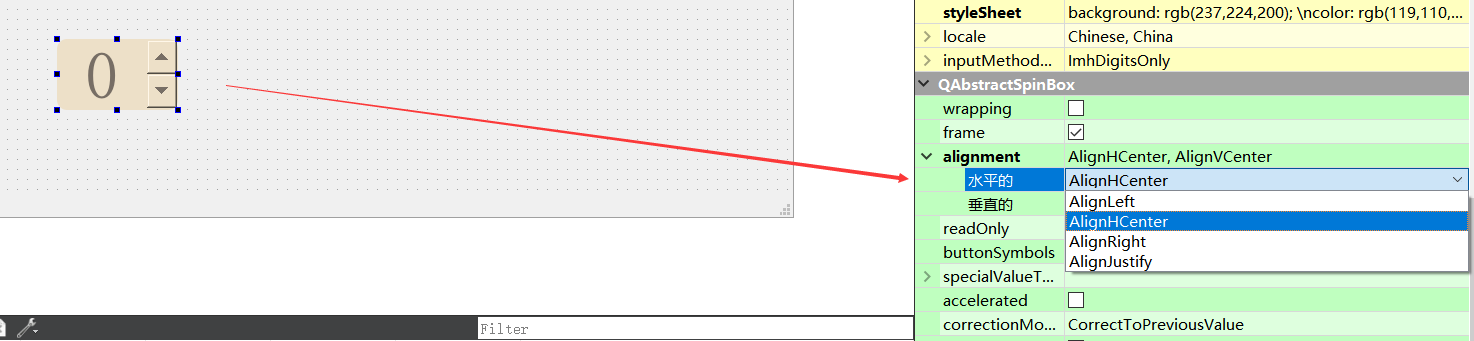 0
styleSheet background: rgb(237,224,200); \ncolor: rgb(119,110,...
locale Chinese, China
inputMethod... ImhDigitsOnly
QAbstractSpinBox
wrapping
frame
alignment AlignHCenter, AlignVCenter
水平的 AlignHCenter
垂直的 AlignLeft
AlignHCenter
readOnly
AlignRight
buttonSymbols
AlignJustify
specialValueT...
accelerated
correctionMo... CorrectToPreviousValue
Filter